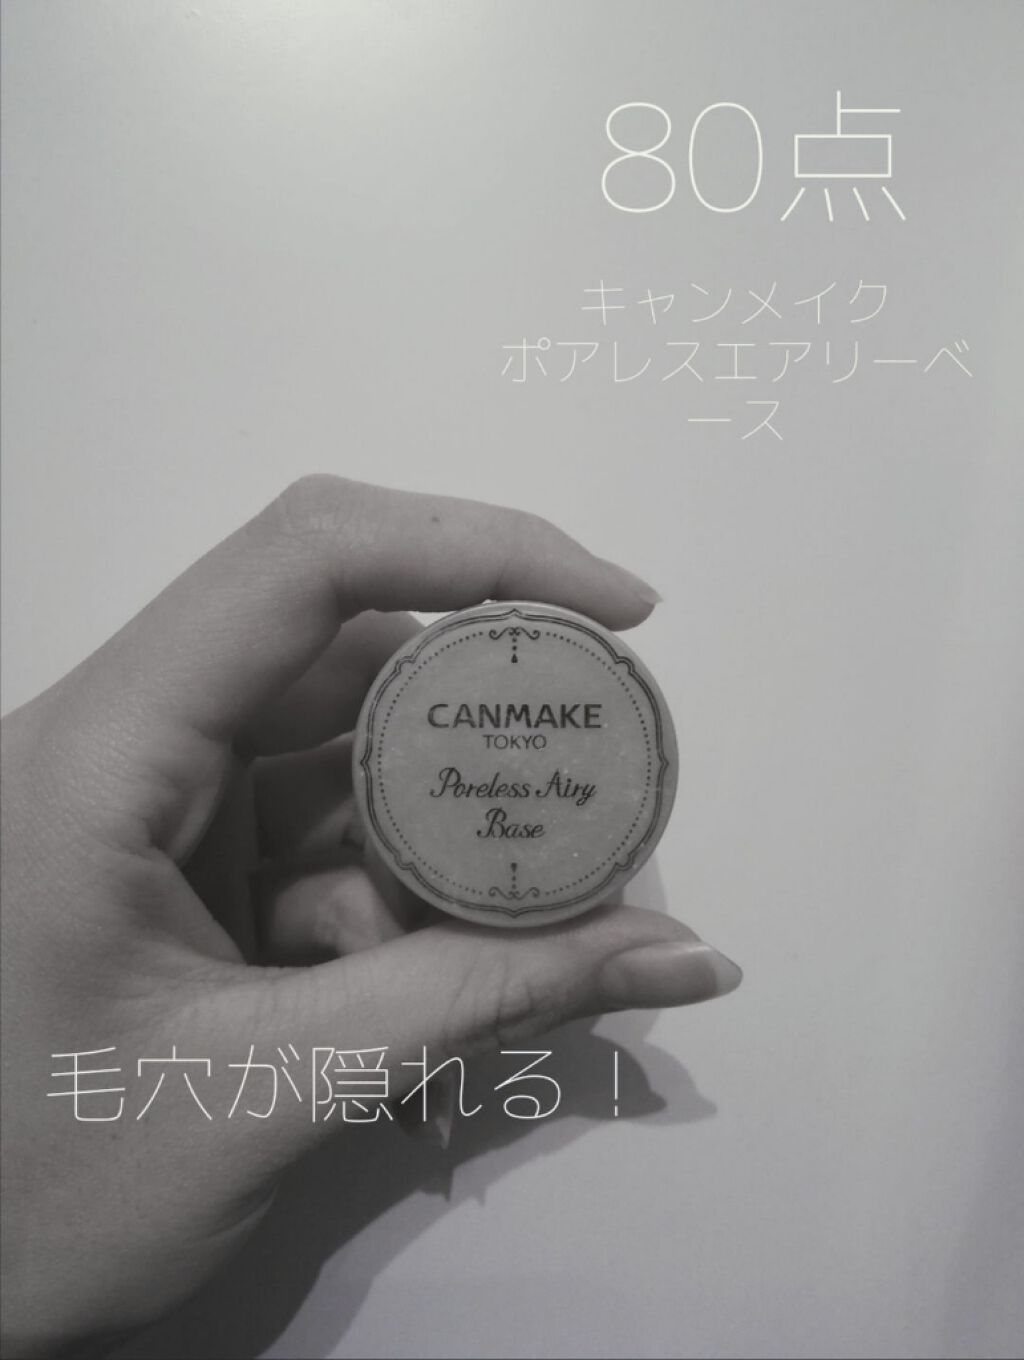 80点
キャンメイク
ポアレスエアリーベ
ース
CANMAKE
TOKYO
Poreless Airy
Base
毛穴が隠れる！